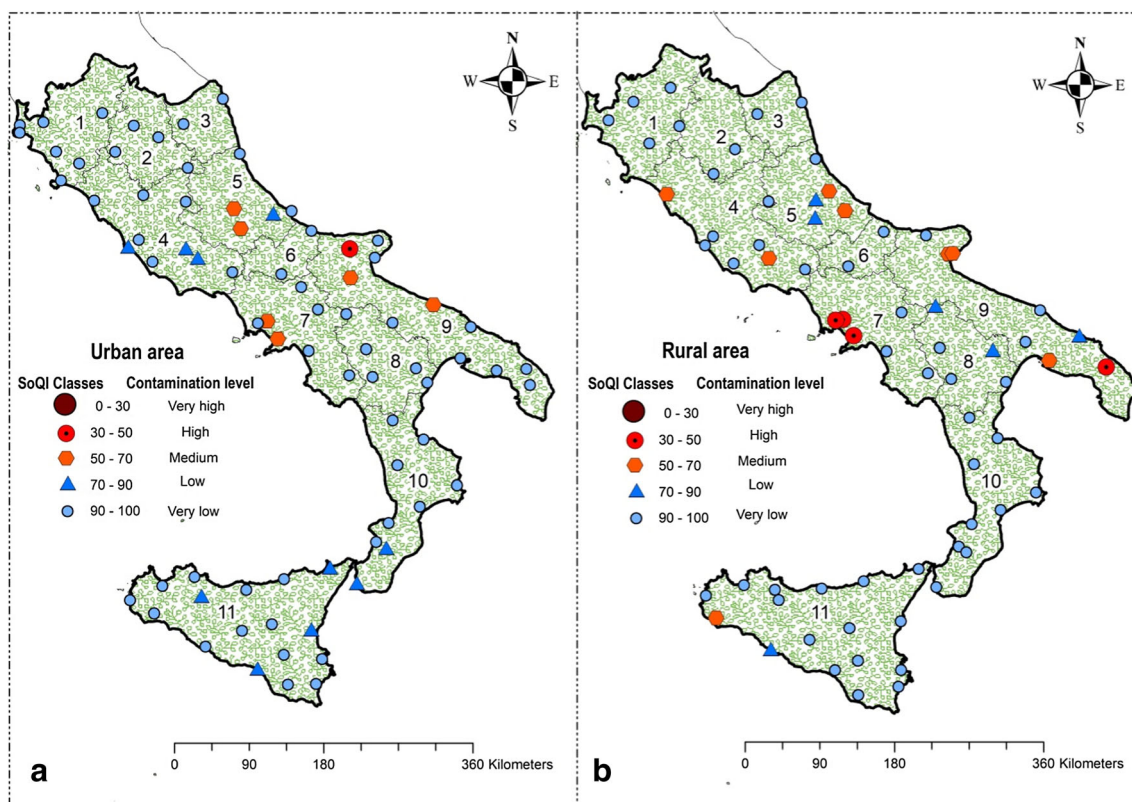 N
W E
S
1
2
3
4
5
6
7
8
9
10
11
Urban area
SoQI Classes Contamination level
0 - 30 Very high
30 - 50 High
50 - 70 Medium
70 - 90 Low
90 - 100 Very low
0 90 180 360 Kilometers
a
N
W E
S
1
2
3
4
5
6
7
8
9
10
11
Rural area
SoQI Classes Contamination level
0 - 30 Very high
30 - 50 High
50 - 70 Medium
70 - 90 Low
90 - 100 Very low
0 90 180 360 Kilometers
b